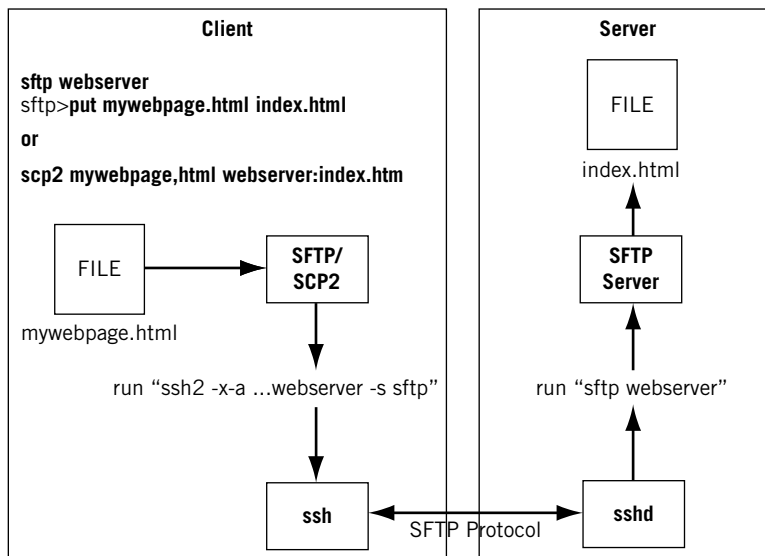 Client
sftp webserver
sftp>put mywebpage.html index.html
or
scp2 mywebpage,html webserver:index.htm
FILE
mywebpage.html
SFTP/
SCP2
run “ssh2 -x-a ...webserver -s sftp”
ssh
SFTP Protocol
Server
FILE
index.html
SFTP
Server
run “sftp webserver”
sshd